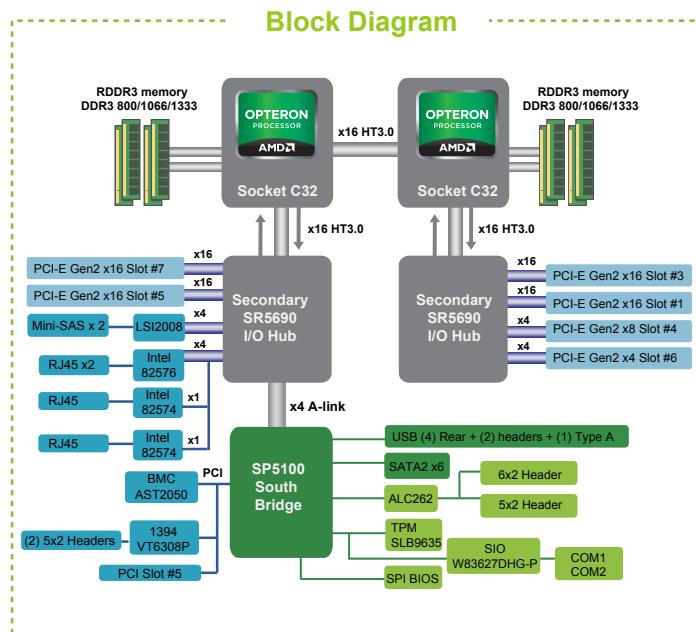 Block Diagram
RDDR3 memory
DDR3 800/1066/1333
OPTERON
PROCESSOR
AMD
Socket C32
x16 HT3.0
OPTERON
PROCESSOR
AMD
Socket C32
RDDR3 memory
DDR3 800/1066/1333
x16 HT3.0
x16 HT3.0
PCI-E Gen2 x16 Slot #7
x16
PCI-E Gen2 x16 Slot #5
x16
Mini-SAS x 2
LSI2008
x4
RJ45 x2
Intel
82576
x4
RJ45
Intel
82574
x1
RJ45
Intel
82574
x1
Secondary
SR5690
I/O Hub
Secondary
SR5690
I/O Hub
x16
PCI-E Gen2 x16 Slot #3
x16
PCI-E Gen2 x16 Slot #1
x4
PCI-E Gen2 x8 Slot #4
x4
PCI-E Gen2 x4 Slot #6
x4 A-link
SP5100
South
Bridge
PCI
BMC
AST2050
(2) 5x2 Headers
1394
VT6308P
PCI Slot #5
USB (4) Rear + (2) headers + (1) Type A
SATA2 x6
ALC262
6x2 Header
5x2 Header
TPM
SLB9635
SIO
W83627DHG-P
COM1
COM2
SPI BIOS